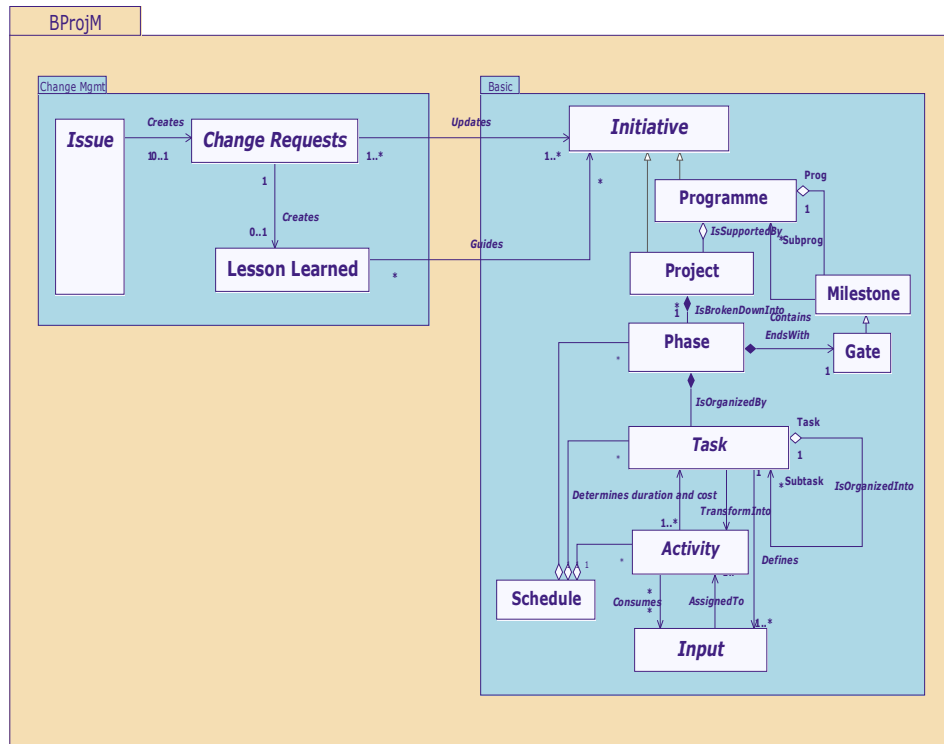 BProjM
Change Mgmt
Basic
Issue
Creates
10..1
Change Requests
Updates
1..*
1..*
Initiative
1
Creates
0..1
*
Lesson Learned
Guides
*
Prog
1
Programme
IsSupportedBy
*Subprog
Project
Milestone
*
1
IsBrokenDownInto
Contains
Phase
EndsWith
1
Gate
*
IsOrganizedBy
Task
Task
1
*
1
*Subtask
IsOrganizedInto
Determines duration and cost
TransformInto
1..*
Activity
*
1
Defines
Schedule
Consumes
*
*
AssignedTo
1..*
Input